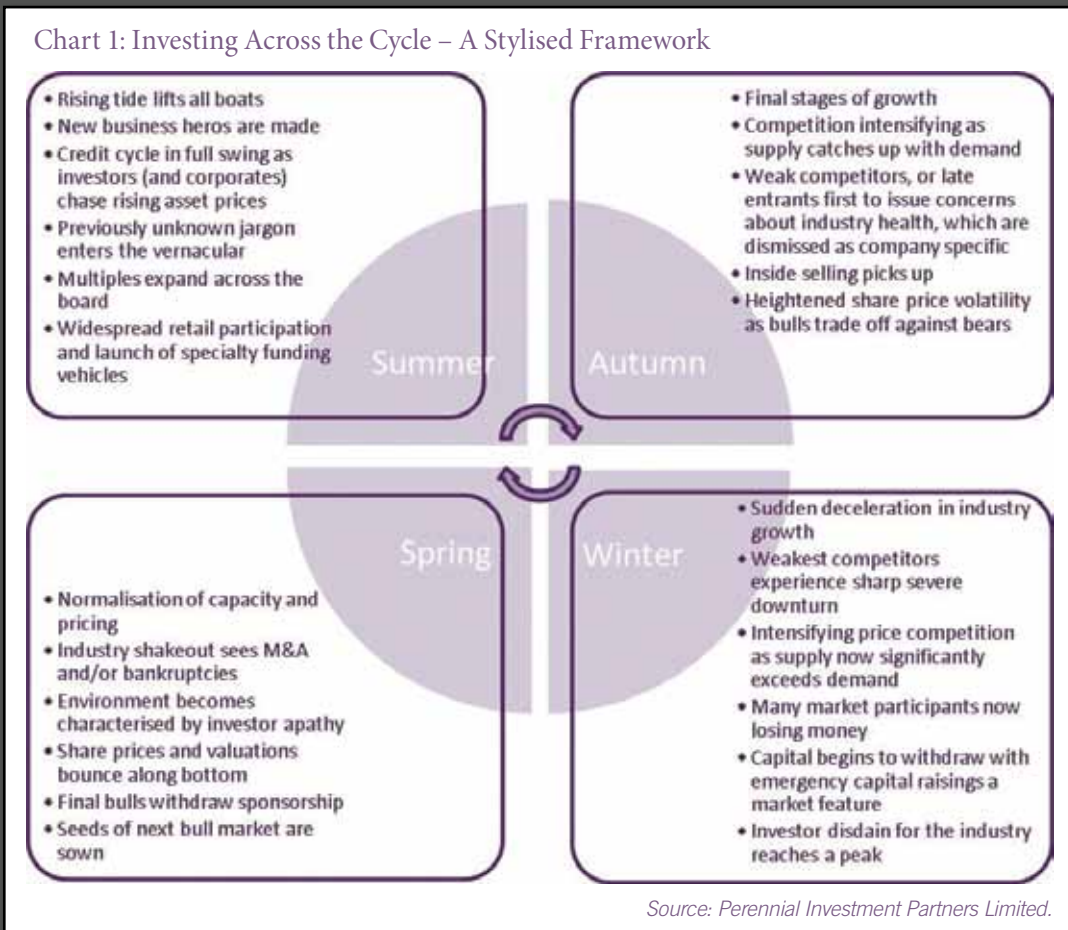 Chart 1: Investing Across the Cycle – A Stylised Framework
• Rising tide lifts all boats
• New business heros are made
• Credit cycle in full swing as
investors (and corporates)
chase rising asset prices
• Previously unknown jargon
enters the vernacular
• Multiples expand across the
board
• Widespread retail participation
and launch of specialty funding
vehicles
Summer
• Final stages of growth
• Competition intensifying as
supply catches up with demand
• Weak competitors, or late
entrants first to issue concerns
about industry health, which are
dismissed as company specific
• Inside selling picks up
• Heightened share price volatility
as bulls trade off against bears
Autumn
Spring
• Normalisation of capacity and
pricing
• Industry shakeout sees M&A
and/or bankruptcies
• Environment becomes
characterised by investor apathy
• Share prices and valuations
bounce along bottom
• Final bulls withdraw sponsorship
• Seeds of next bull market are
sown
Winter
• Sudden deceleration in industry
growth
• Weakest competitors
experience sharp severe
downturn
• Intensifying price competition
as supply now significantly
exceeds demand
• Many market participants now
losing money
• Capital begins to withdraw with
emergency capital raisings a
market feature
• Investor disdain for the industry
reaches a peak
Source: Perennial Investment Partners Limited.